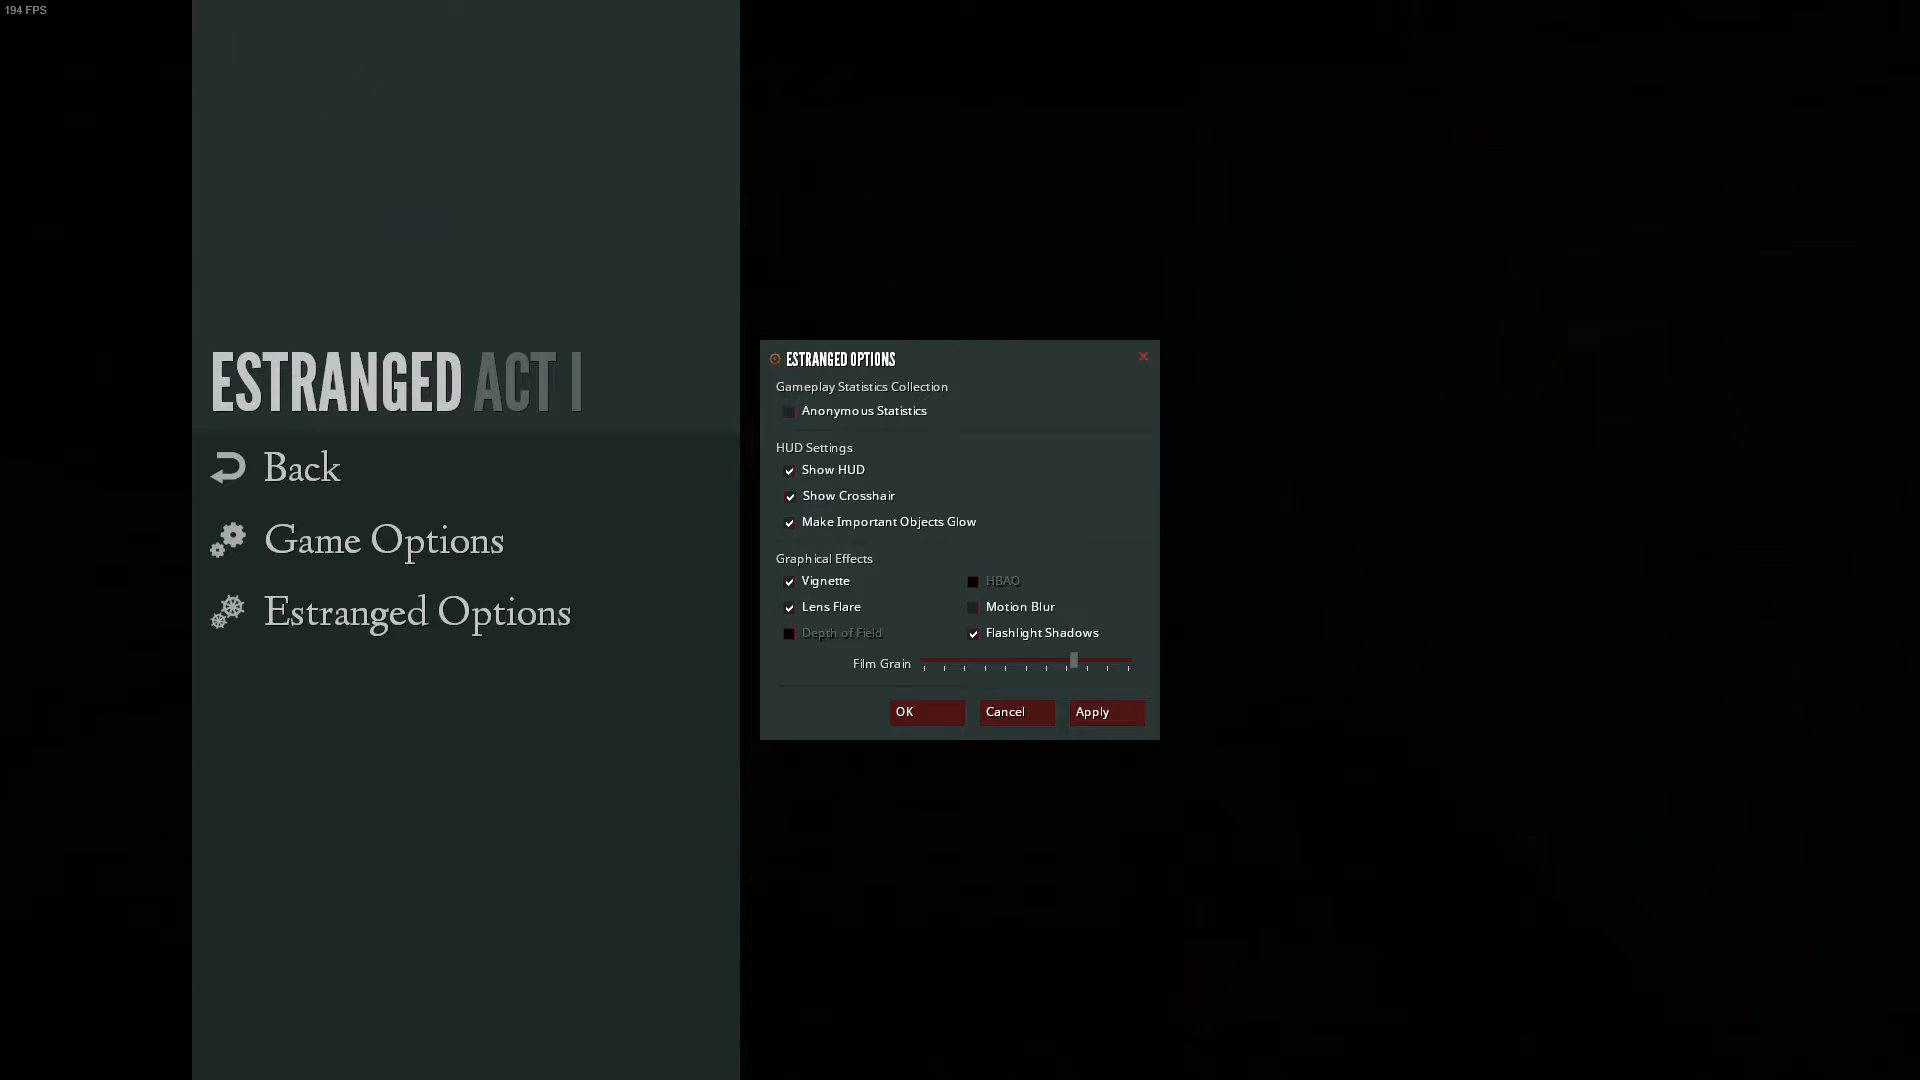 194 FPS
ESTRANGED ACT I
Back
Game Options
Estranged Options
ESTRANGED OPTIONS
Gameplay Statistics Collection
Anonymous Statistics
HUD Settings
Show HUD
Show Crosshair
Make Important Objects Glow
Graphical Effects
Vignette
HBAO
Lens Flare
Motion Blur
Depth of Field
Flashlight Shadows
Film Grain
OK
Cancel
Apply